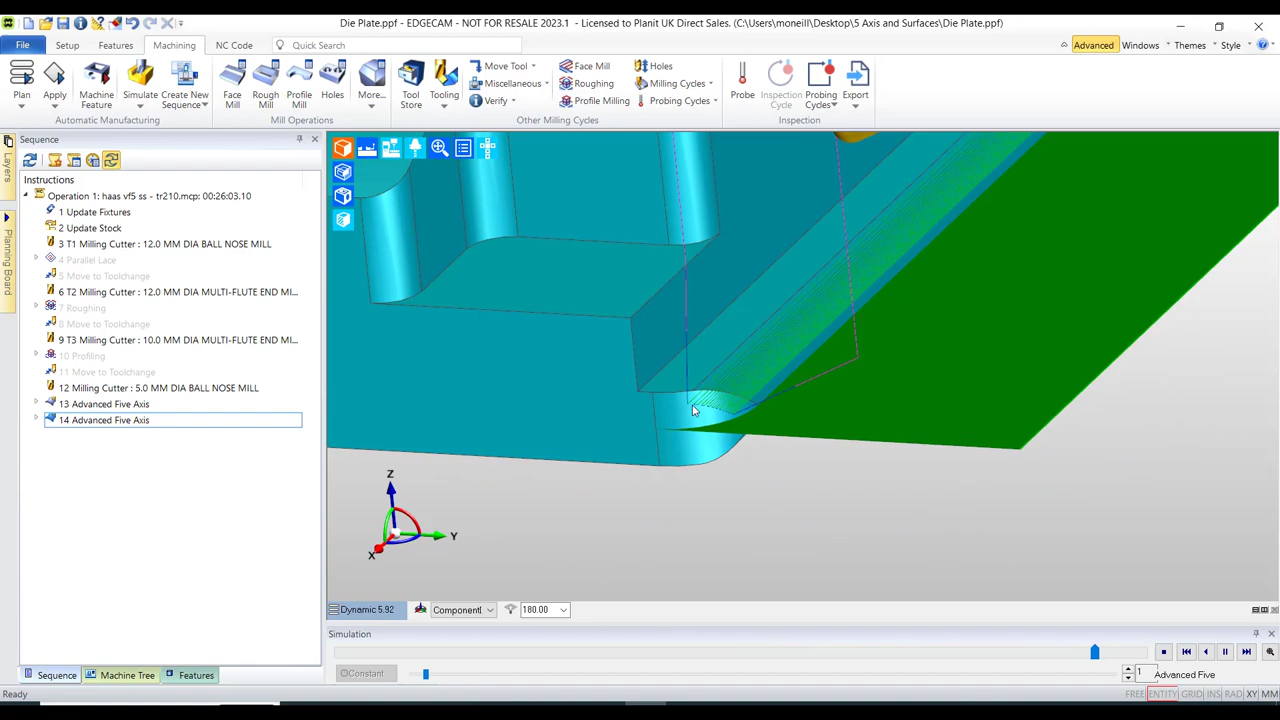 Die Plate.ppf - EDGECAM - NOT FOR RESALE 2023.1 - Licensed to Planit UK Direct Sales. (C:\Users\moneill\Desktop\5 Axis and Surfaces\Die Plate.ppf)
File Setup Features Machining NC Code Quick Search Advanced Windows Themes Style
Plan Apply Machine Feature Simulate Create New Sequence
Automatic Manufacturing
Face Mill Rough Mill Profile Mill Holes More...
Mill Operations
Tool Store Tooling Move Tool Miscellaneous Verify Face Mill Roughing Profile Milling Holes Milling Cycles Probing Cycles
Other Milling Cycles
Probe Inspection Cycle Probing Cycles Export
Inspection
Layers
Planning Board
Sequence
Instructions
Operation 1: haas vf5 ss - tr210.mcp: 00:26:03.10
1 Update Fixtures
2 Update Stock
3 T1 Milling Cutter : 12.0 MM DIA BALL NOSE MILL
4 Parallel Lace
5 Move to Toolchange
6 T2 Milling Cutter : 12.0 MM DIA MULTI-FLUTE END MI...
7 Roughing
8 Move to Toolchange
9 T3 Milling Cutter : 10.0 MM DIA MULTI-FLUTE END MI...
10 Profiling
11 Move to Toolchange
12 Milling Cutter : 5.0 MM DIA BALL NOSE MILL
13 Advanced Five Axis
14 Advanced Five Axis
Z
Y
X
Dynamic 5.92 Component 180.00
Simulation
Constant
1 Advanced Five
Sequence Machine Tree Features
Ready FREE ENTITY GRID INS RAD XY MM